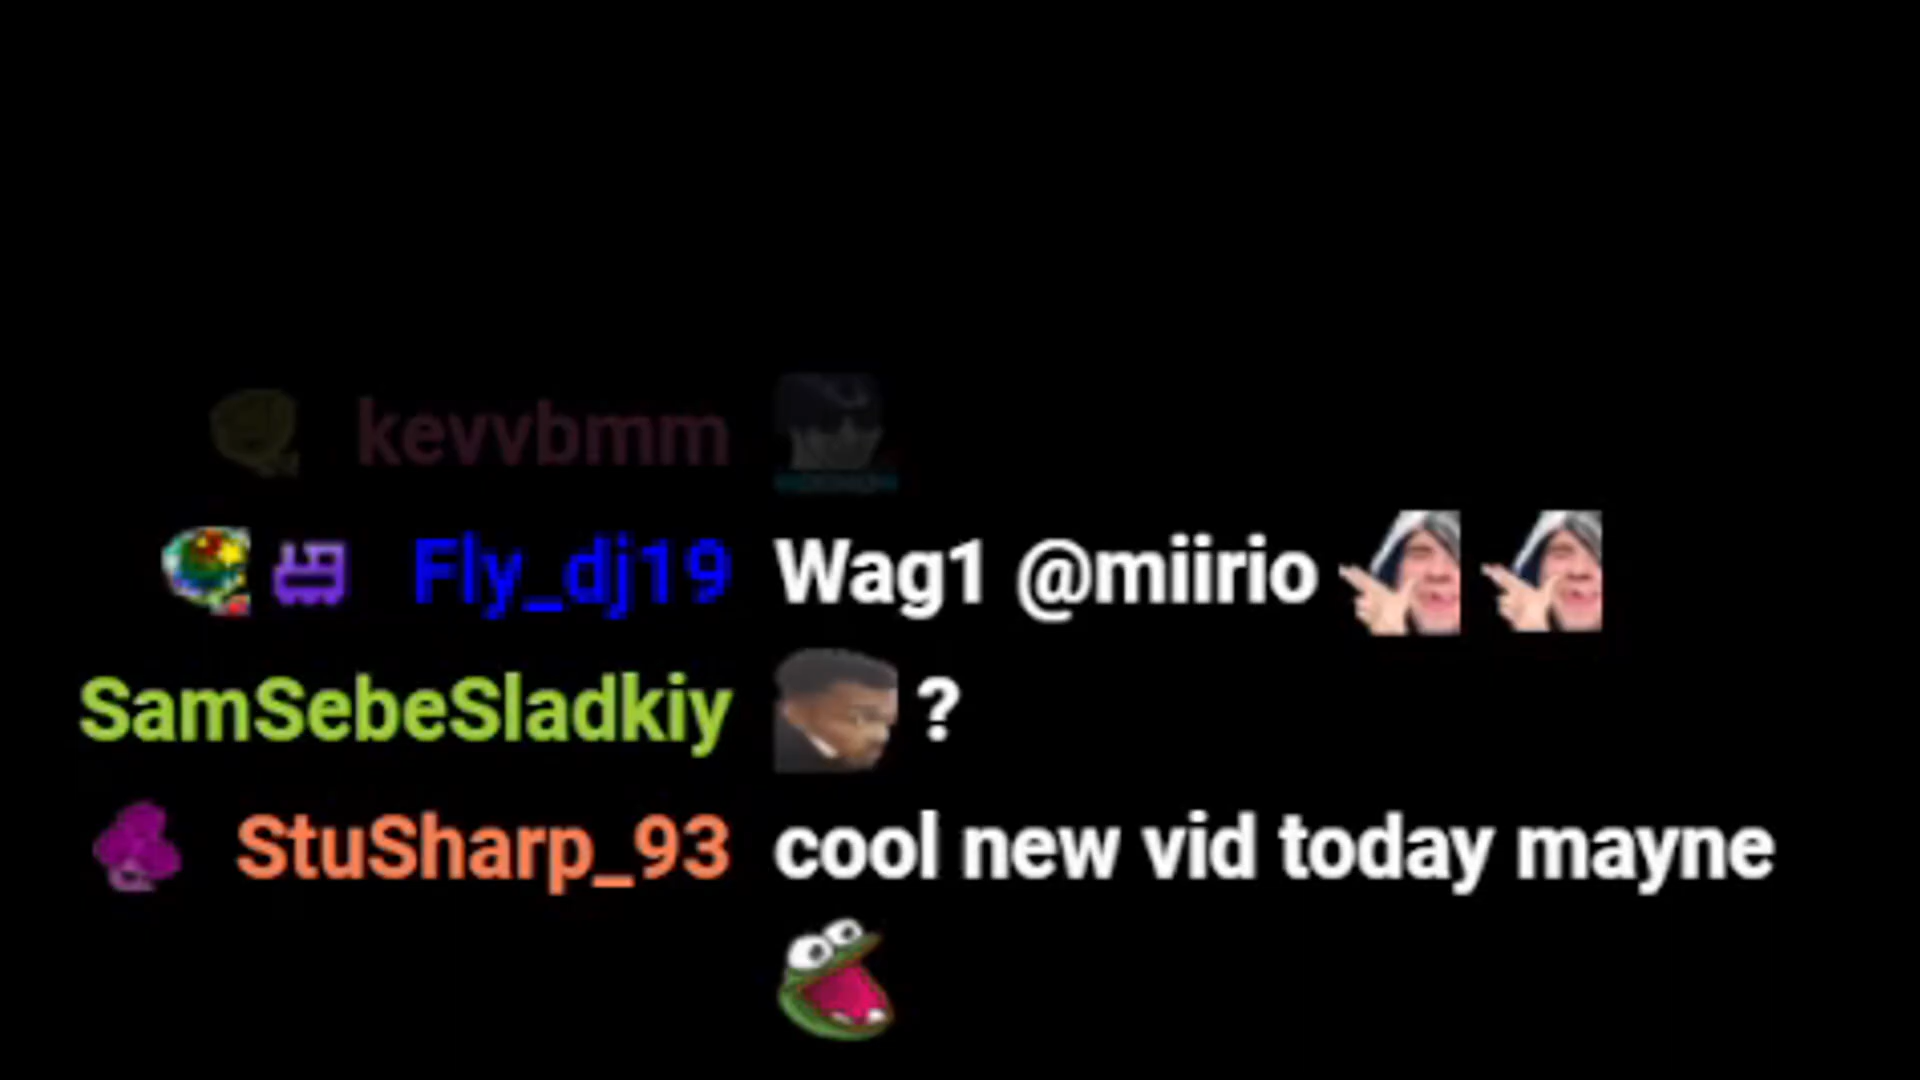 kevvbmm
Fly_dj19 Wag1 @miirio
SamSebeSladkiy ?
StuSharp_93 cool new vid today mayne